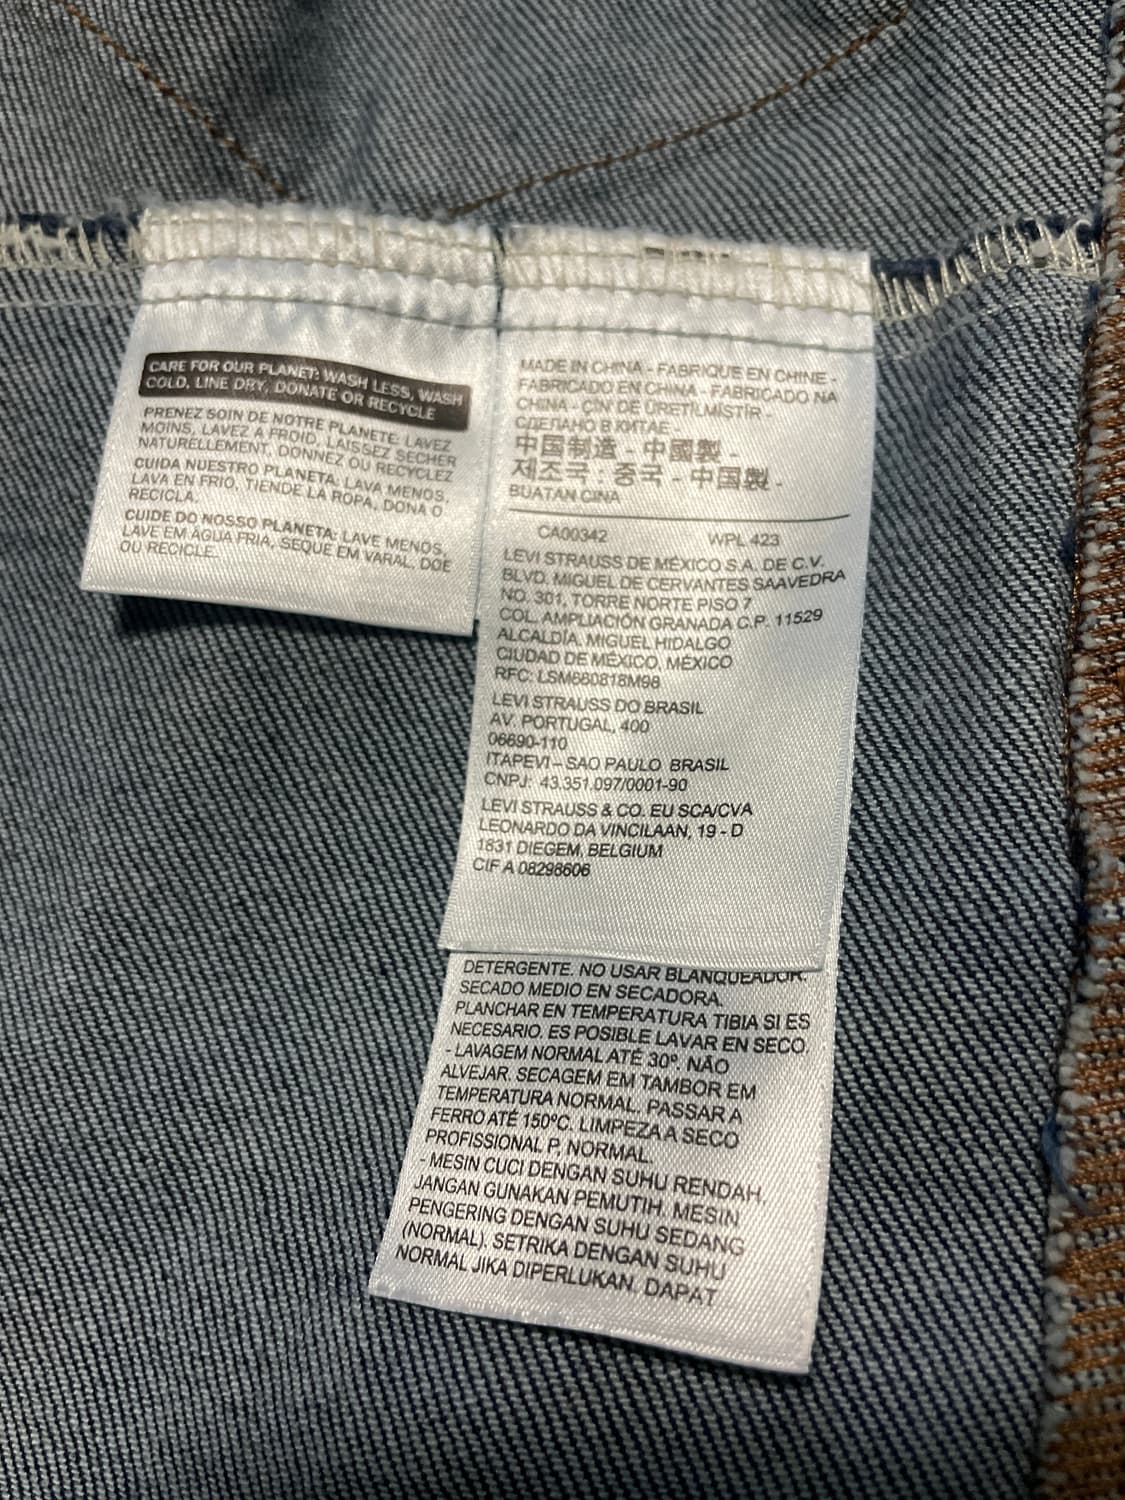 CARE FOR OUR PLANET: WASH LESS, WASH
COLD, LINE DRY, DONATE OR RECYCLE
PRENEZ SOIN DE NOTRE PLANETE: LAVEZ
MOINS, LAVEZ A FROID, LAISSEZ SECHER
NATURELLEMENT, DONNEZ OU RECYCLEZ
CUIDA NUESTRO PLANETA: LAVA MENOS,
LAVA EN FRIO, TIENDE LA ROPA, DONA O
RECICLA.
CUIDE DO NOSSO PLANETA: LAVE MENOS,
LAVE EM AGUA FRIA, SEQUE EM VARAL, DOE
OU RECICLE.
MADE IN CHINA - FABRIQUE EN CHINE -
FABRICADO EN CHINA - FABRICADO NA
CHINA - ÇIN'DE ÜRETİLMİSTİR -
СДЕЛАНО В КИТАЕ -
中国制造 - 中國製 -
제조국 : 중국 - 中国製 -
BUATAN CINA
CA00342 WPL 423
LEVI STRAUSS DE MÉXICO S.A. DE C.V.
BLVD. MIGUEL DE CERVANTES SAAVEDRA
NO. 301, TORRE NORTE PISO 7
COL. AMPLIACIÓN GRANADA C.P. 11529
ALCALDÍA. MIGUEL HIDALGO
CIUDAD DE MÉXICO, MÉXICO
RFC: LSM660818M98
LEVI STRAUSS DO BRASIL
AV. PORTUGAL, 400
06690-110
ITAPEVI – SAO PAULO BRASIL
CNPJ: 43.351.097/0001-90
LEVI STRAUSS & CO. EU SCA/CVA
LEONARDO DA VINCILAAN, 19 - D
1831 DIEGEM, BELGIUM
CIF A 08298606
DETERGENTE. NO USAR BLANQUEADOR.
SECADO MEDIO EN SECADORA.
PLANCHAR EN TEMPERATURA TIBIA SI ES
NECESARIO. ES POSIBLE LAVAR EN SECO.
- LAVAGEM NORMAL ATÉ 30º. NÃO
ALVEJAR. SECAGEM EM TAMBOR EM
TEMPERATURA NORMAL. PASSAR A
FERRO ATÉ 150ºC. LIMPEZA A SECO
PROFISSIONAL P, NORMAL.
- MESIN CUCI DENGAN SUHU RENDAH,
JANGAN GUNAKAN PEMUTIH. MESIN
PENGERING DENGAN SUHU SEDANG
(NORMAL). SETRIKA DENGAN SUHU
NORMAL JIKA DIPERLUKAN. DAPAT